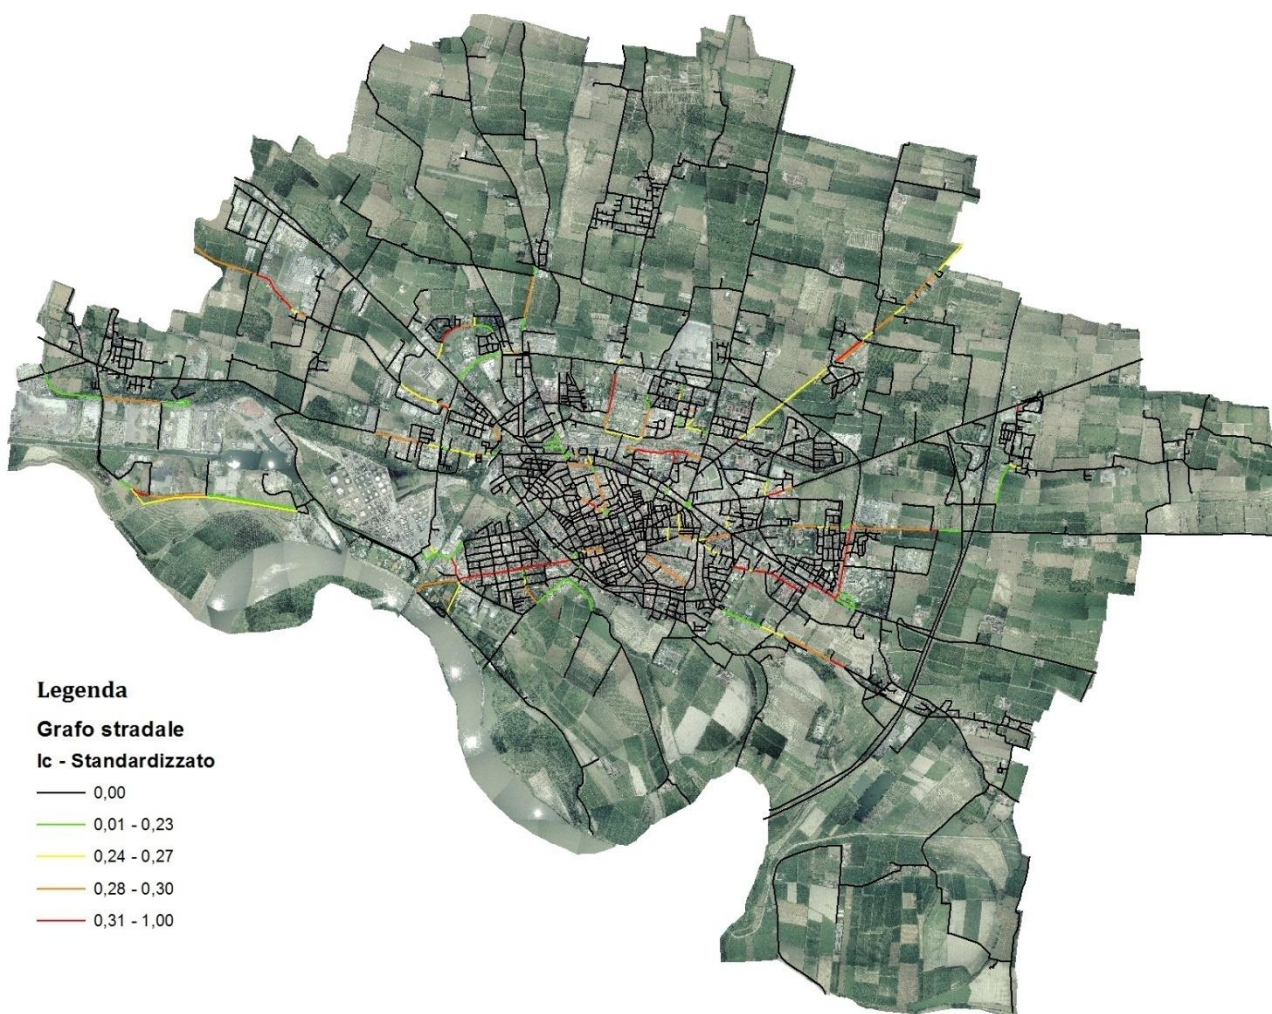 Legenda
Grafo stradale
Ic - Standardizzato
0,00
0,01 - 0,23
0,24 - 0,27
0,28 - 0,30
0,31 - 1,00